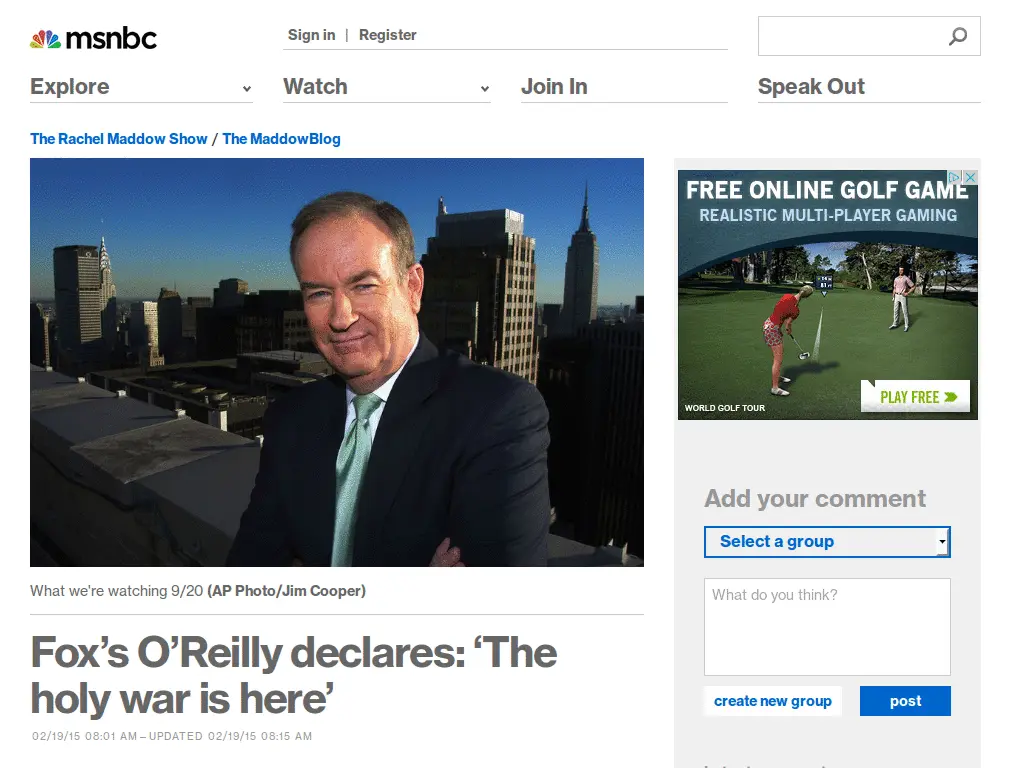 msnbc
Sign in | Register
Explore
Watch
Join In
Speak Out
The Rachel Maddow Show / The MaddowBlog
FREE ONLINE GOLF GAME
REALISTIC MULTI-PLAYER GAMING
PLAY FREE
WORLD GOLF TOUR
What we're watching 9/20 (AP Photo/Jim Cooper)
Fox’s O’Reilly declares: ‘The
holy war is here’
02/19/15 08:01 AM – UPDATED 02/19/15 08:15 AM
Add your comment
Select a group
What do you think?
create new group
post